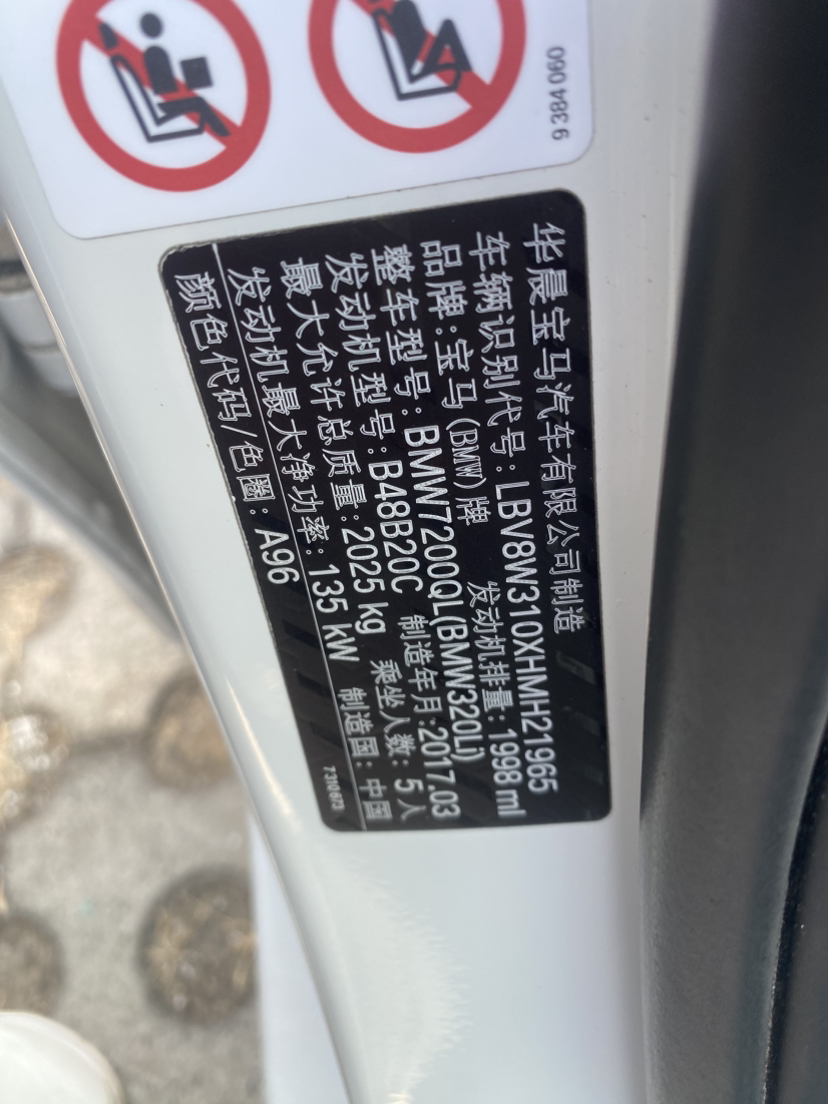 9 384 060
华晨宝马汽车有限公司制造
车辆识别代号:LBV8W310XHMH21965
品牌:宝马(BMW)牌 发动机排量:1998 ml
整车型号:BMW7200QL(BMW320Li)
发动机型号:B48B20C 制造年月:2017.03
最大允许总质量:2025 kg 乘坐人数:5人
发动机最大净功率:135 kW 制造国:中国
颜色代码/色圈:A96
7310673